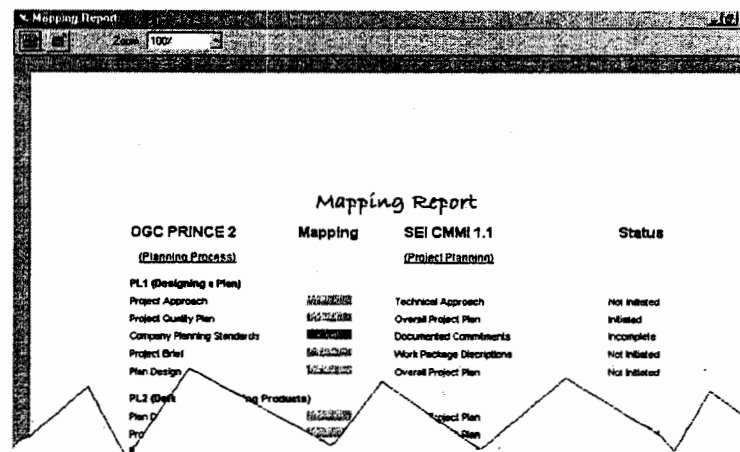 Mapping Report
Zoom 100%
Mapping Report
OGC PRINCE 2 Mapping SEI CMMI 1.1 Status
(Planning Process) (Project Planning)
PL1 (Designing a Plan)
Project Approach Technical Approach Not Initiated
Project Quality Plan Overall Project Plan Initiated
Company Planning Standards Documented Commitments Incomplete
Project Brief Work Package Discriptions Not Initiated
Plan Design Overall Project Plan Not Initiated
PL2 ng Products)
Plan D ject Plan
Pro